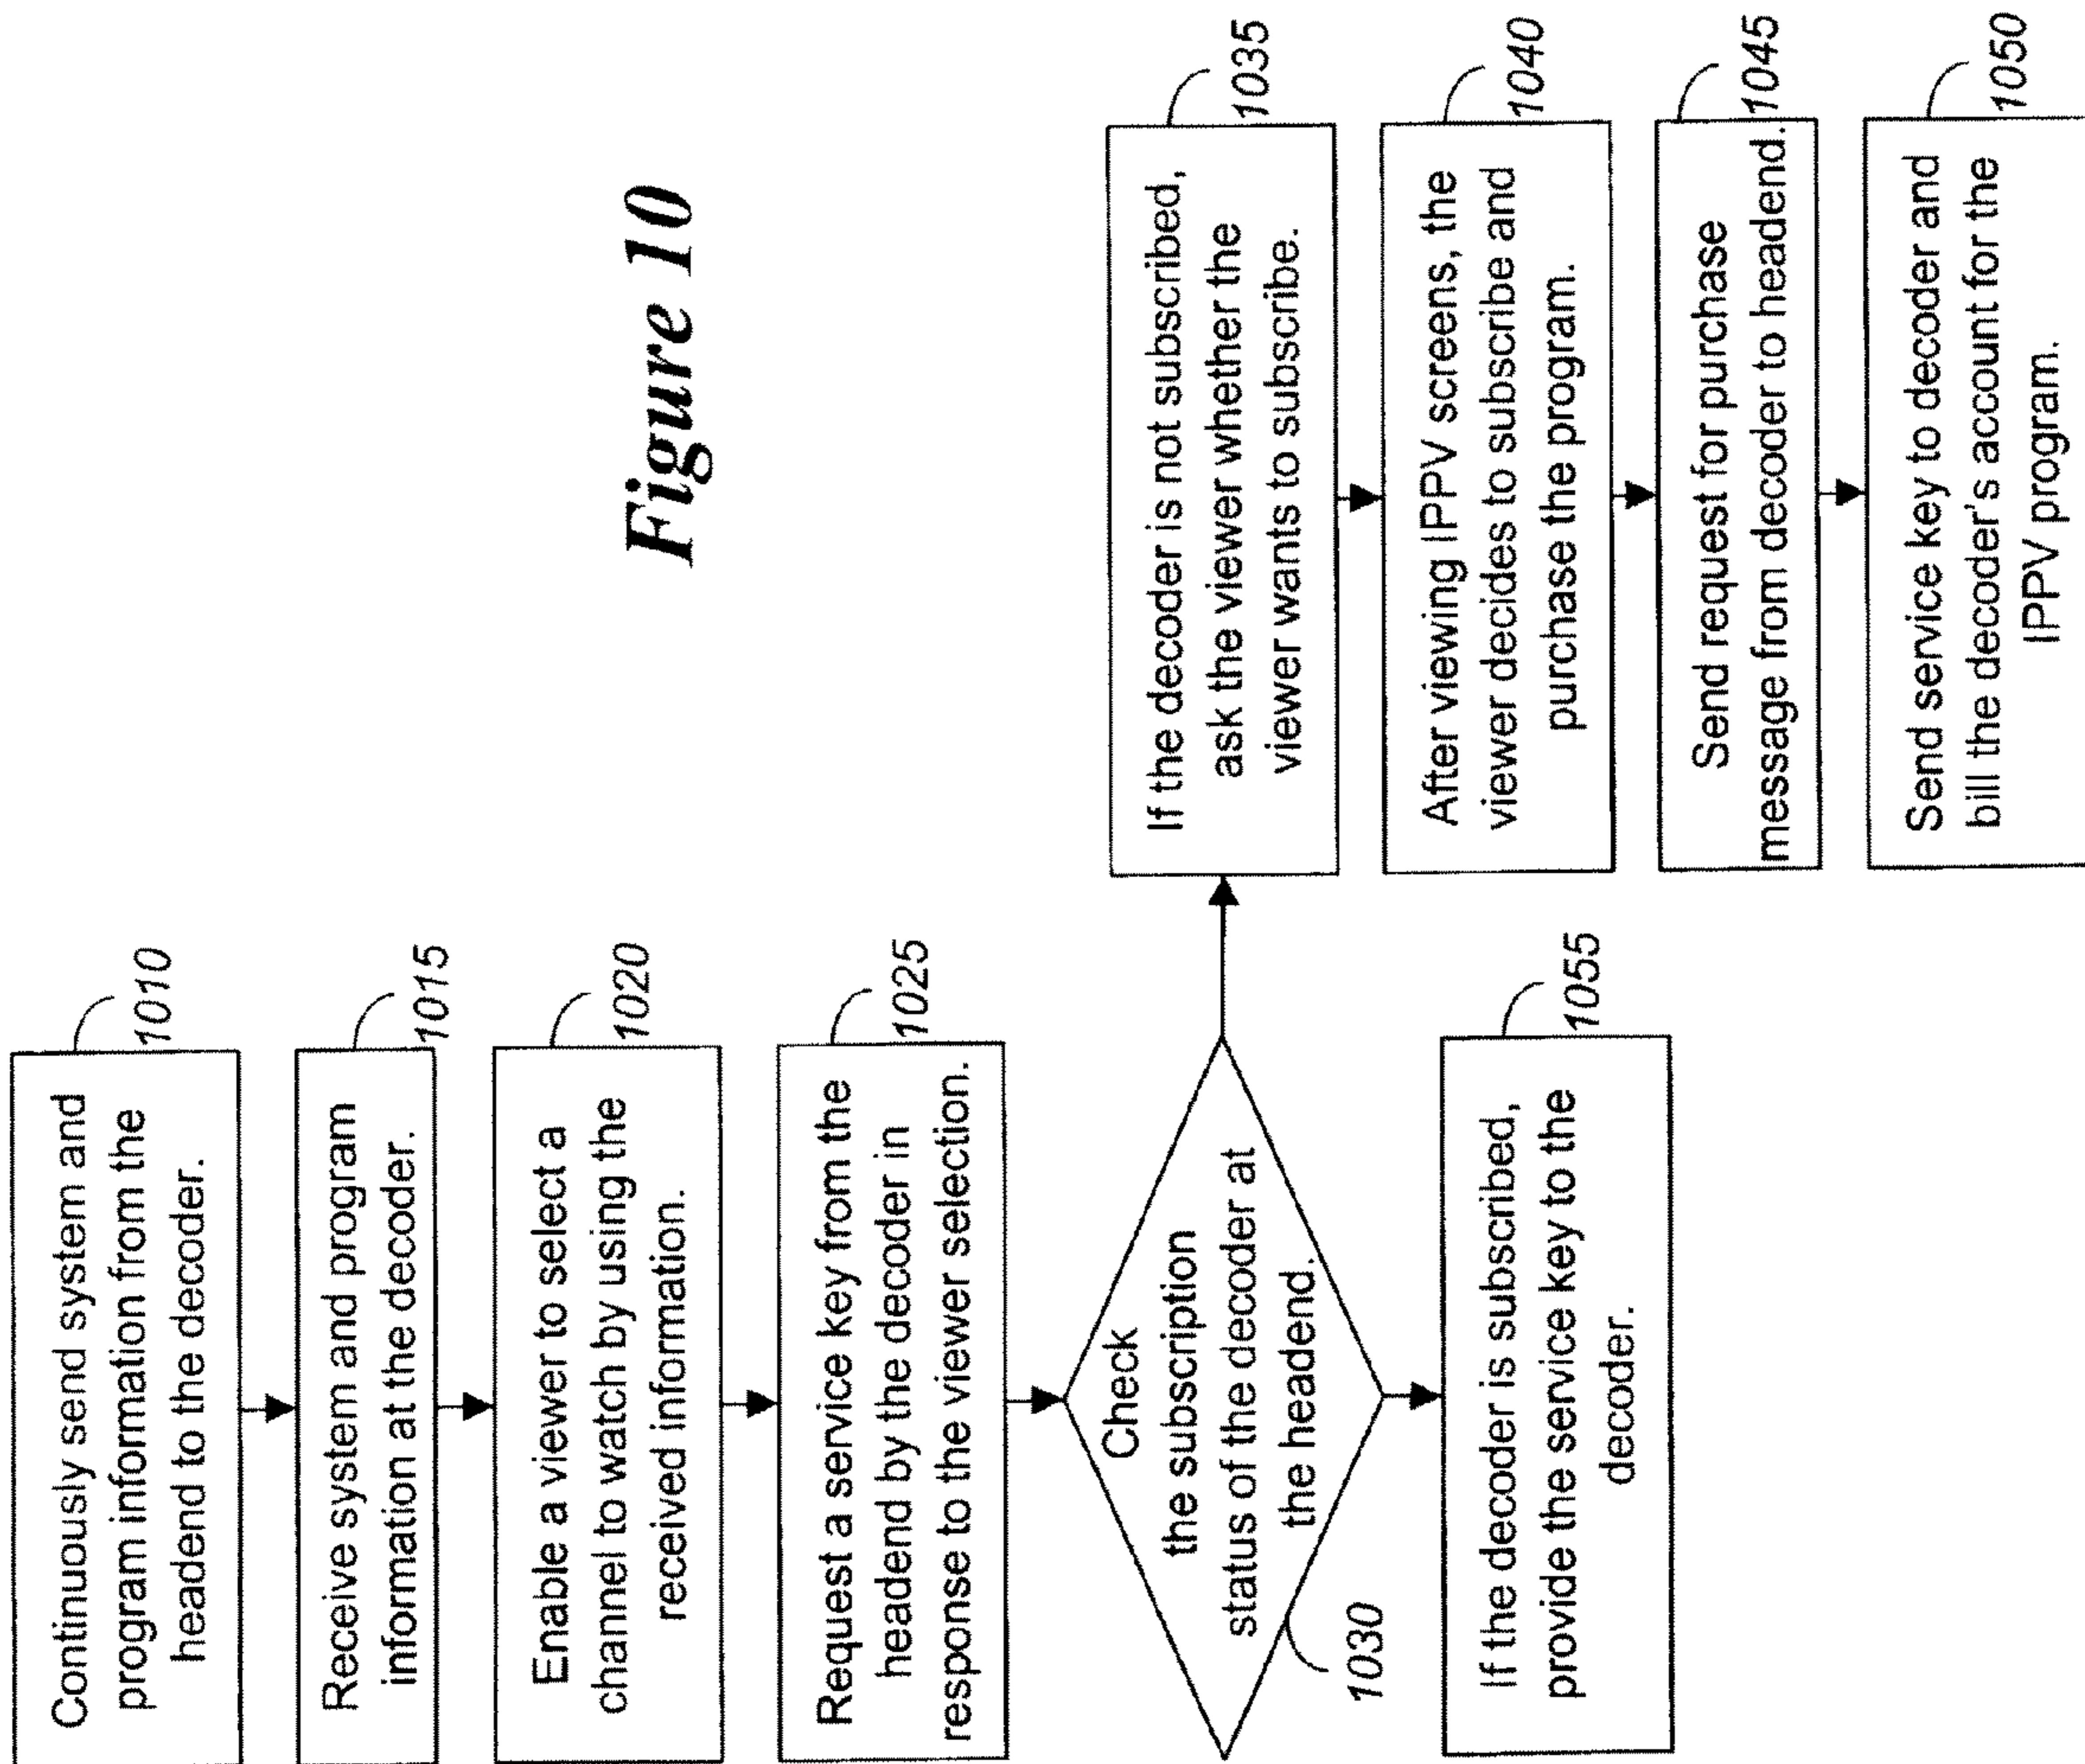 Continuously send system and
program information from the
headend to the decoder.
1010
Receive system and program
information at the decoder.
1015
Enable a viewer to select a
channel to watch by using the
received information.
1020
Request a service key from the
headend by the decoder in
response to the viewer selection.
1025
Check
the subscription
status of the decoder at
the headend.
1030
If the decoder is subscribed,
provide the service key to the
decoder.
1055
If the decoder is not subscribed,
ask the viewer whether the
viewer wants to subscribe.
1035
After viewing IPPV screens, the
viewer decides to subscribe and
purchase the program.
1040
Send request for purchase
message from decoder to headend.
1045
Send service key to decoder and
bill the decoder's account for the
IPPV program.
1050
Figure 10